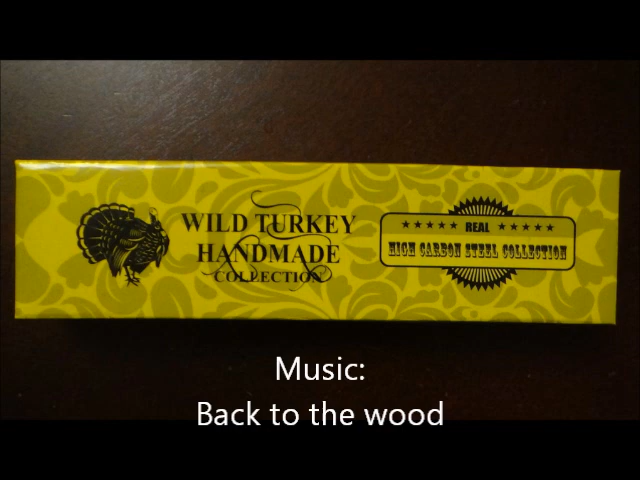 WILD TURKEY
HANDMADE
COLLECTION
★★★★★ REAL ★★★★★
HIGH CARBON STEEL COLLECTION
Music:
Back to the wood